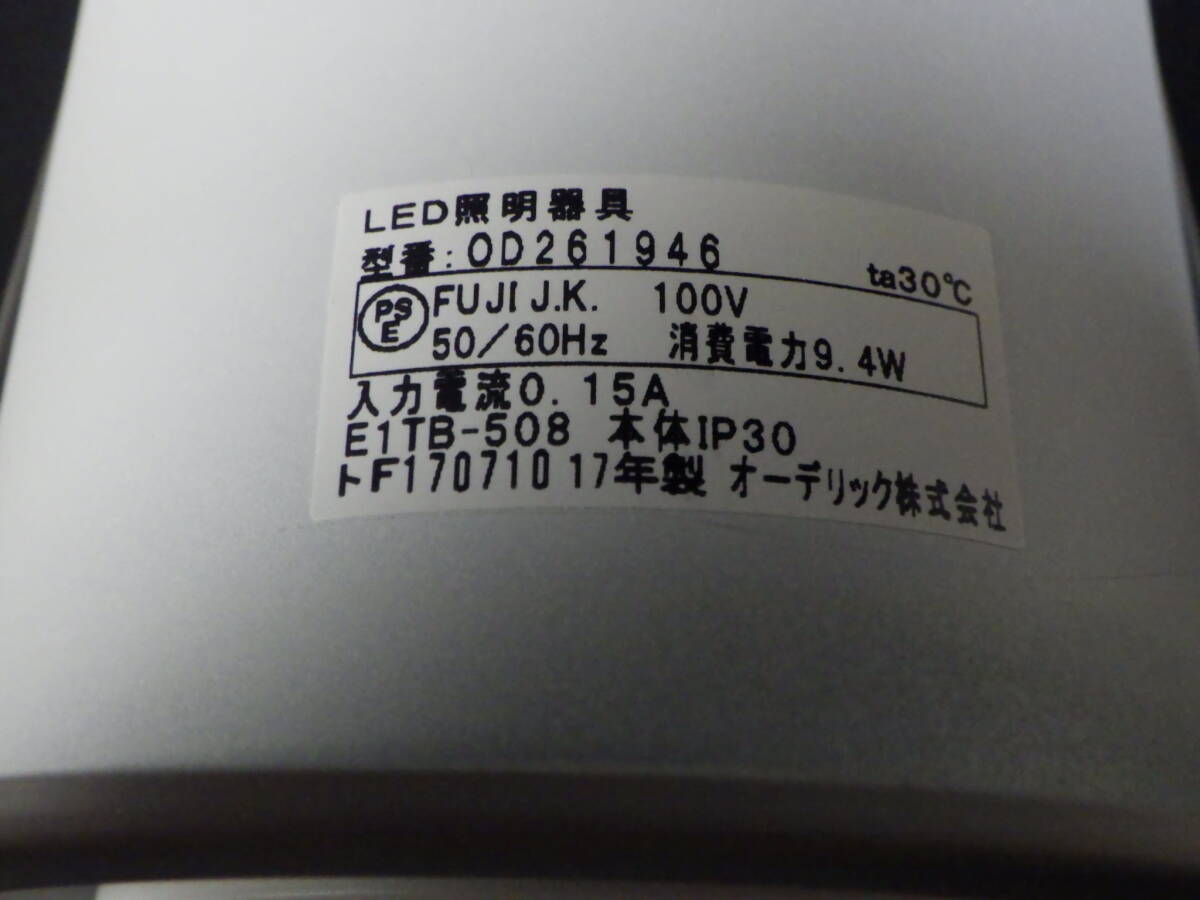 LED照明器具
型番:OD261946 ta30℃
PSE FUJI J.K. 100V
50/60Hz 消費電力9.4W
入力電流0.15A
E1TB-508 本体IP30
トF170710 17年製 オーデリック株式会社